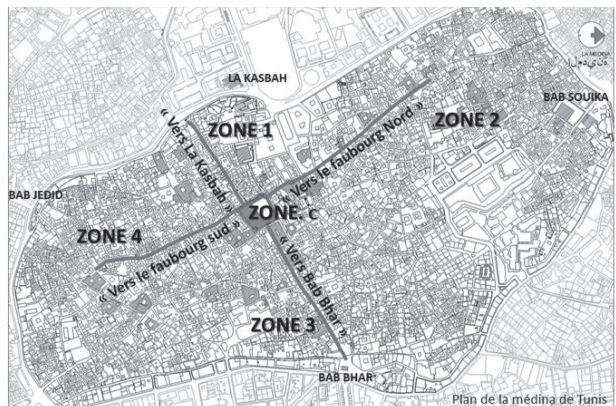 LA MÉDINA
المدينة
LA KASBAH
BAB SOUIKA
ZONE 1
ZONE 2
« Vers La Kasbah »
« Vers le faubourg Nord »
BAB JEDID
ZONE. C
ZONE 4
« Vers le faubourg sud »
« Vers Bab Bhar »
ZONE 3
BAB BHAR
Plan de la médina de Tunis